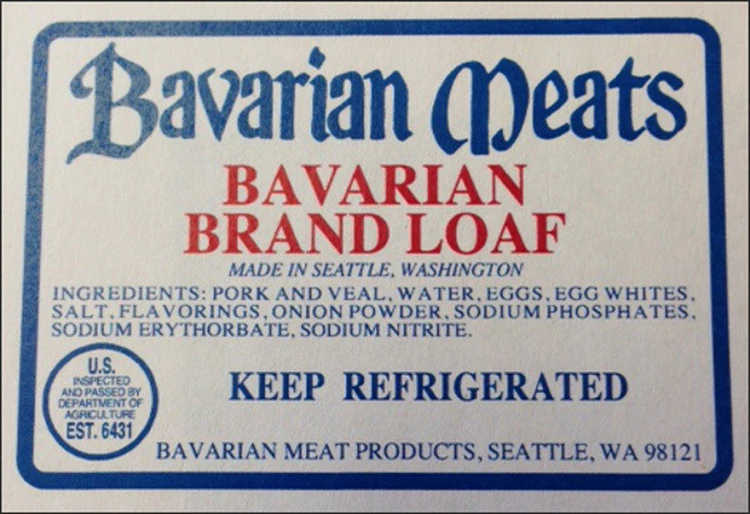 Bavarian Meats
BAVARIAN
BRAND LOAF
MADE IN SEATTLE, WASHINGTON
INGREDIENTS: PORK AND VEAL, WATER, EGGS, EGG WHITES,
SALT, FLAVORINGS, ONION POWDER, SODIUM PHOSPHATES,
SODIUM ERYTHORBATE, SODIUM NITRITE.
U.S.
INSPECTED
AND PASSED BY
DEPARTMENT OF
AGRICULTURE
EST. 6431
KEEP REFRIGERATED
BAVARIAN MEAT PRODUCTS, SEATTLE, WA 98121